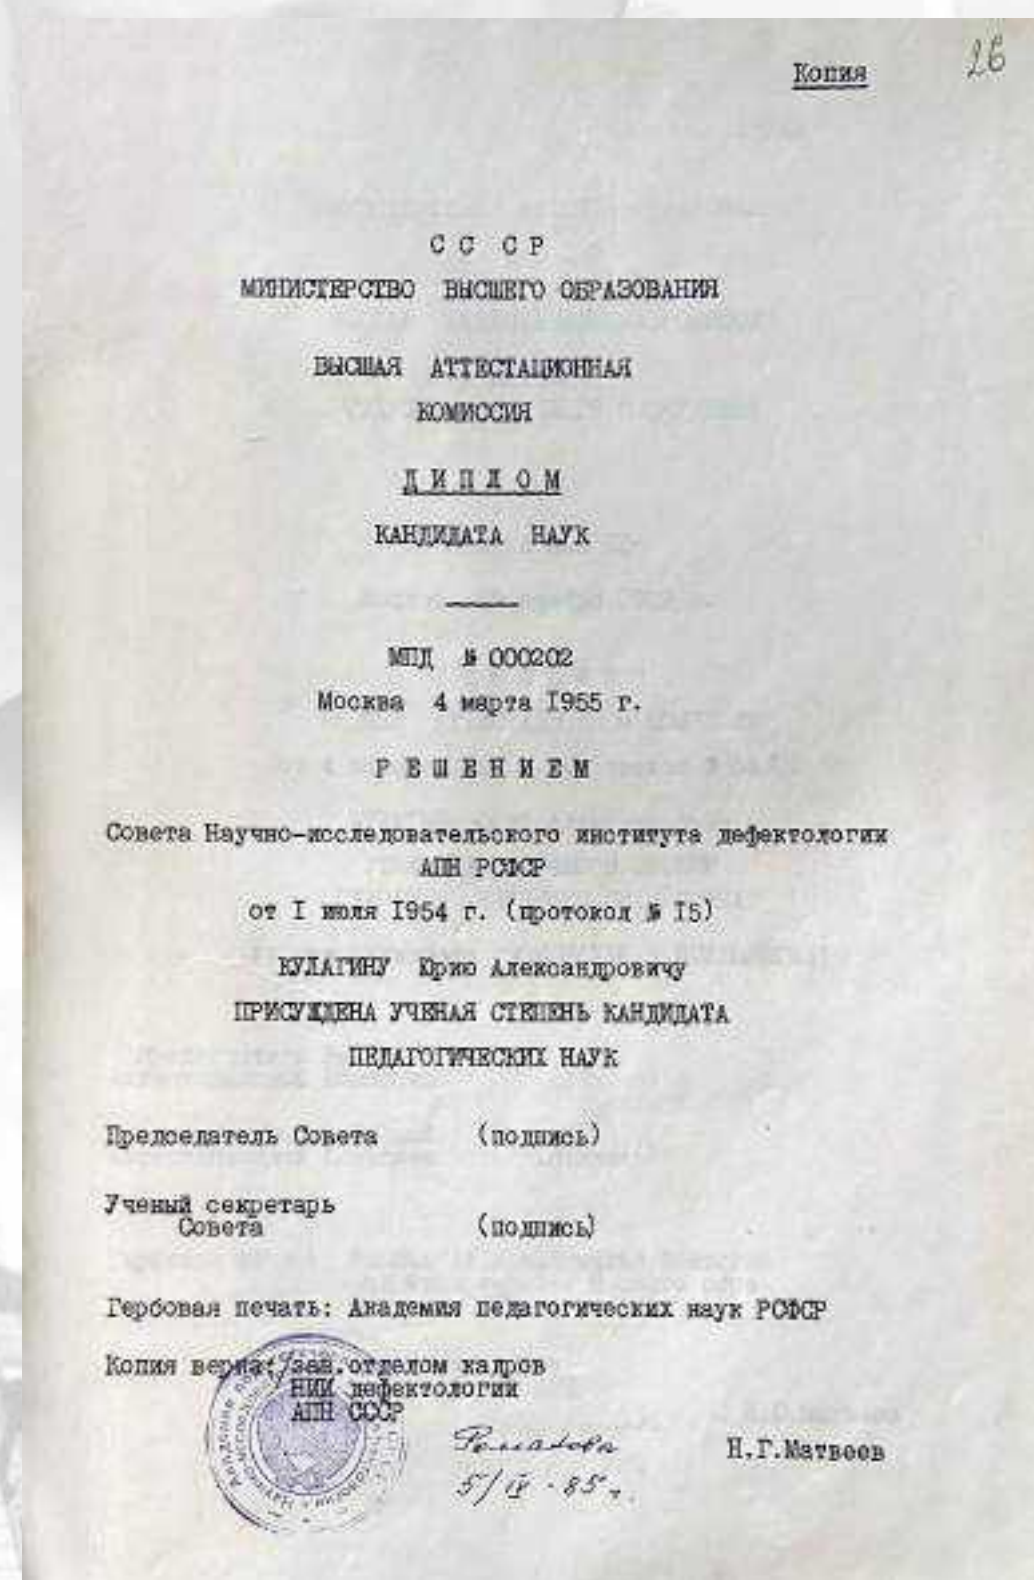 Копия
26
СССР
МИНИСТЕРСТВО ВЫСШЕГО ОБРАЗОВАНИЯ
ВЫСШАЯ АТТЕСТАЦИОННАЯ
КОМИССИЯ
ДИПЛОМ
КАНДИДАТА НАУК
МПД № 000202
Москва 4 марта 1955 г.
РЕШЕНИЕМ
Совета Научно-исследовательского института дефектологии
АПН РСФСР
от I июля 1954 г. (протокол № 15)
КУЛАГИНУ Юрию Александровичу
ПРИСУЖДЕНА УЧЕНАЯ СТЕПЕНЬ КАНДИДАТА
ПЕДАГОГИЧЕСКИХ НАУК
Председатель Совета (подпись)
Ученый секретарь
Совета (подпись)
Гербовая печать: Академия педагогических наук РСФСР
Копия верна: зав.отделом кадров
НИИ дефектологии
АПН СССР
Н.Г.Матвеев
5/IV-85 г.